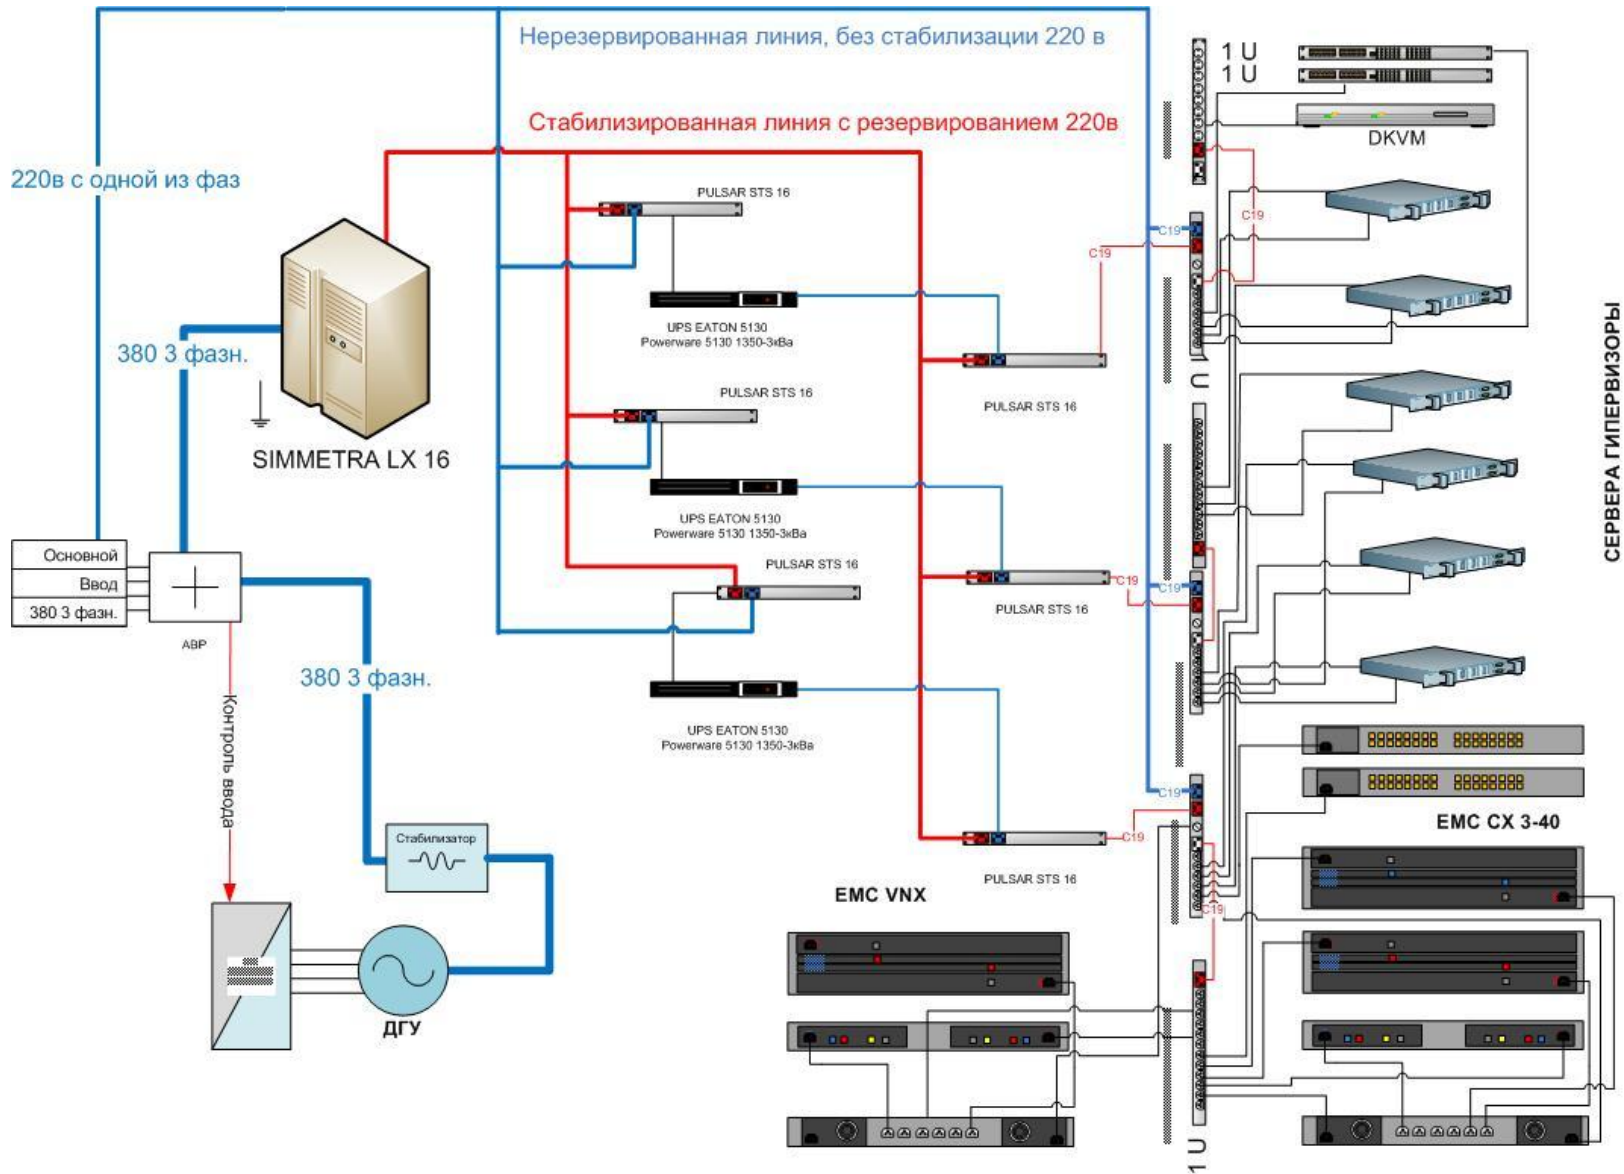 Нерезервированная линия, без стабилизации 220 в
1 U
1 U
Стабилизированная линия с резервированием 220в
DKVM
220в с одной из фаз
PULSAR STS 16
C19
C19
C19
UPS EATON 5130
Powerware 5130 1350-3кВа
380 3 фазн.
PULSAR STS 16
PULSAR STS 16
1 U
СЕРВЕРА ГИПЕРВИЗОРЫ
SIMMETRA LX 16
UPS EATON 5130
Powerware 5130 1350-3кВа
Основной
Ввод
380 3 фазн.
АВР
PULSAR STS 16
C19
C19
PULSAR STS 16
380 3 фазн.
Контроль ввода
UPS EATON 5130
Powerware 5130 1350-3кВа
C19
Стабилизатор
C19
EMC CX 3-40
PULSAR STS 16
EMC VNX
C19
ДГУ
1 U